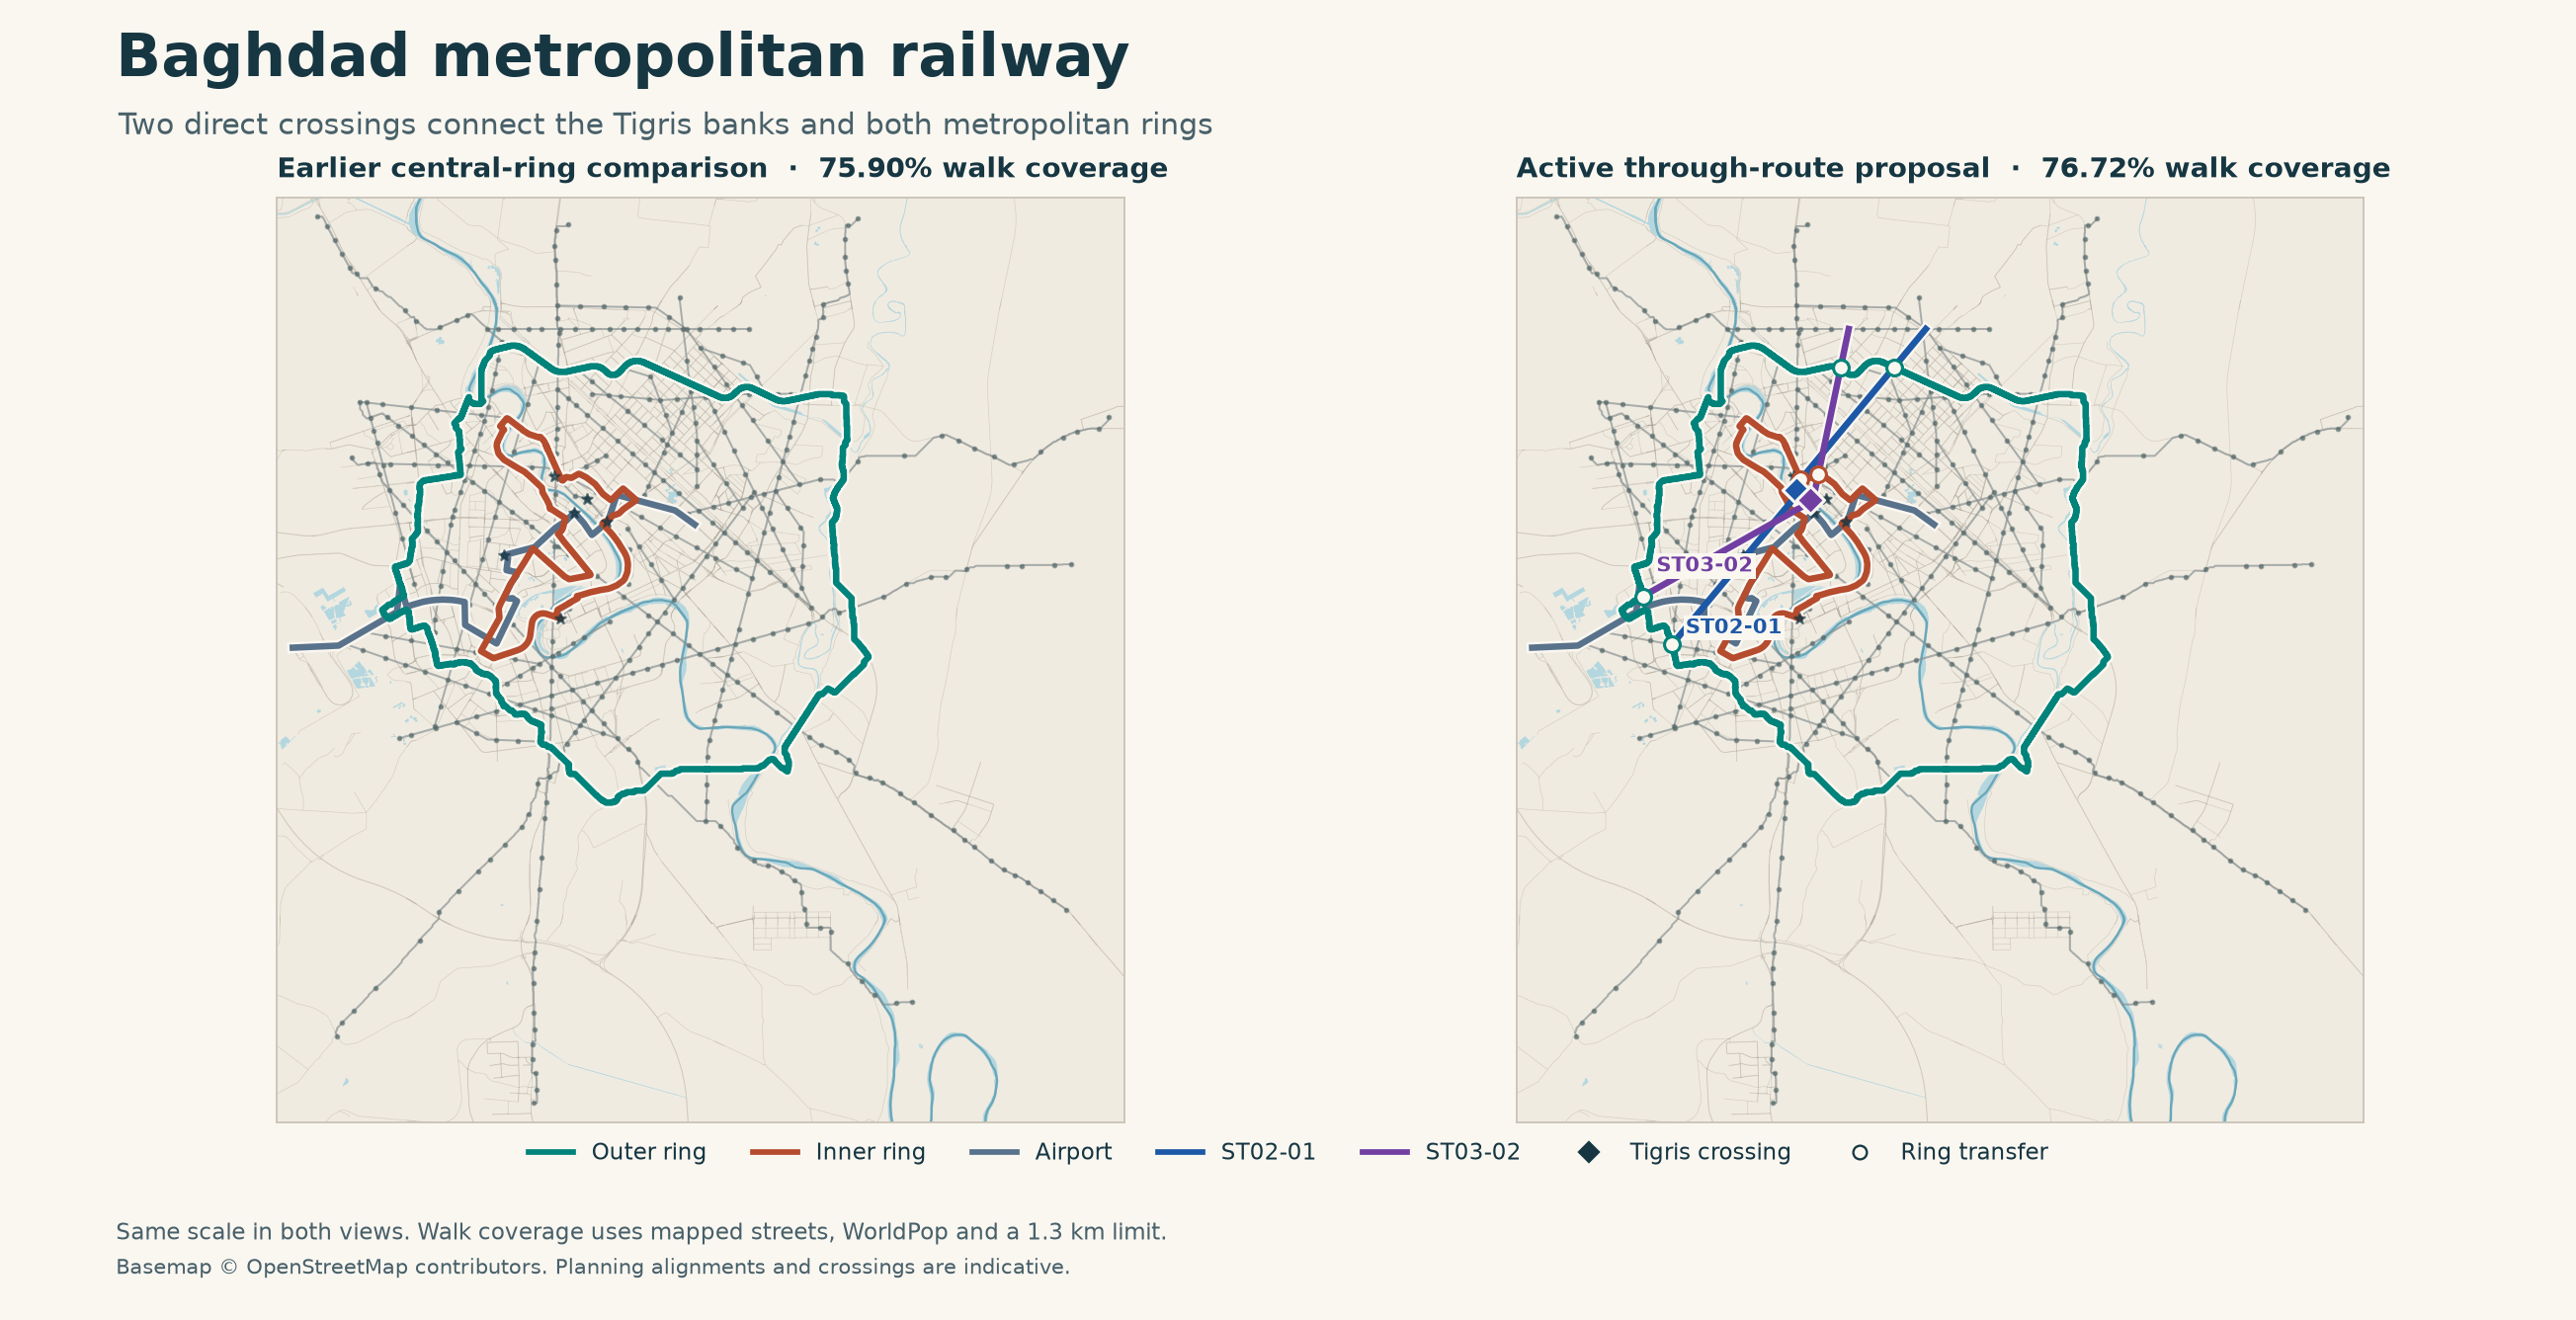 Baghdad metropolitan railway
Two direct crossings connect the Tigris banks and both metropolitan rings
Earlier central-ring comparison · 75.90% walk coverage
Active through-route proposal · 76.72% walk coverage
ST03-02
ST02-01
Outer ring
Inner ring
Airport
ST02-01
ST03-02
Tigris crossing
Ring transfer
Same scale in both views. Walk coverage uses mapped streets, WorldPop and a 1.3 km limit.
Basemap © OpenStreetMap contributors. Planning alignments and crossings are indicative.